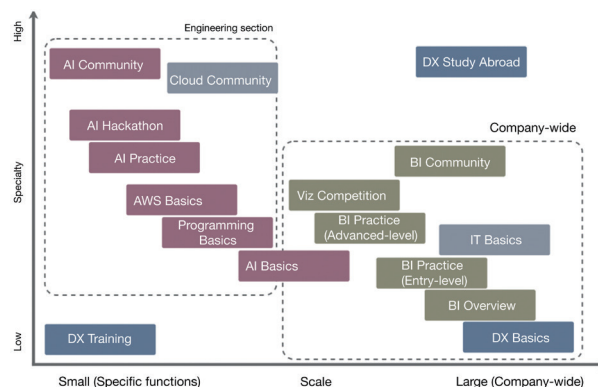 High
Engineering section
AI Community
Cloud Community
DX Study Abroad
AI Hackathon
Company-wide
AI Practice
BI Community
Specialty
AWS Basics
Viz Competition
Programming
Basics
BI Practice
(Advanced-level)
IT Basics
AI Basics
BI Practice
(Entry-level)
BI Overview
DX Training
DX Basics
Low
Small (Specific functions)
Scale
Large (Company-wide)